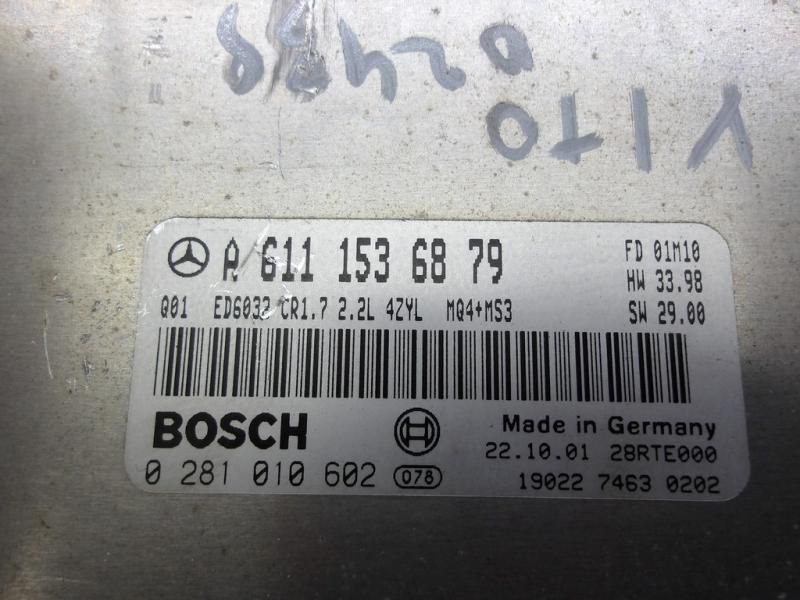 VITO
A 611 153 68 79
FD 01M10
HW 33.98
Q01 ED6032 CR1.7 2.2L 4ZYL MQ4+MS3
SW 29.00
BOSCH
Made in Germany
22.10.01 28RTE000
0 281 010 602 078
19022 7463 0202